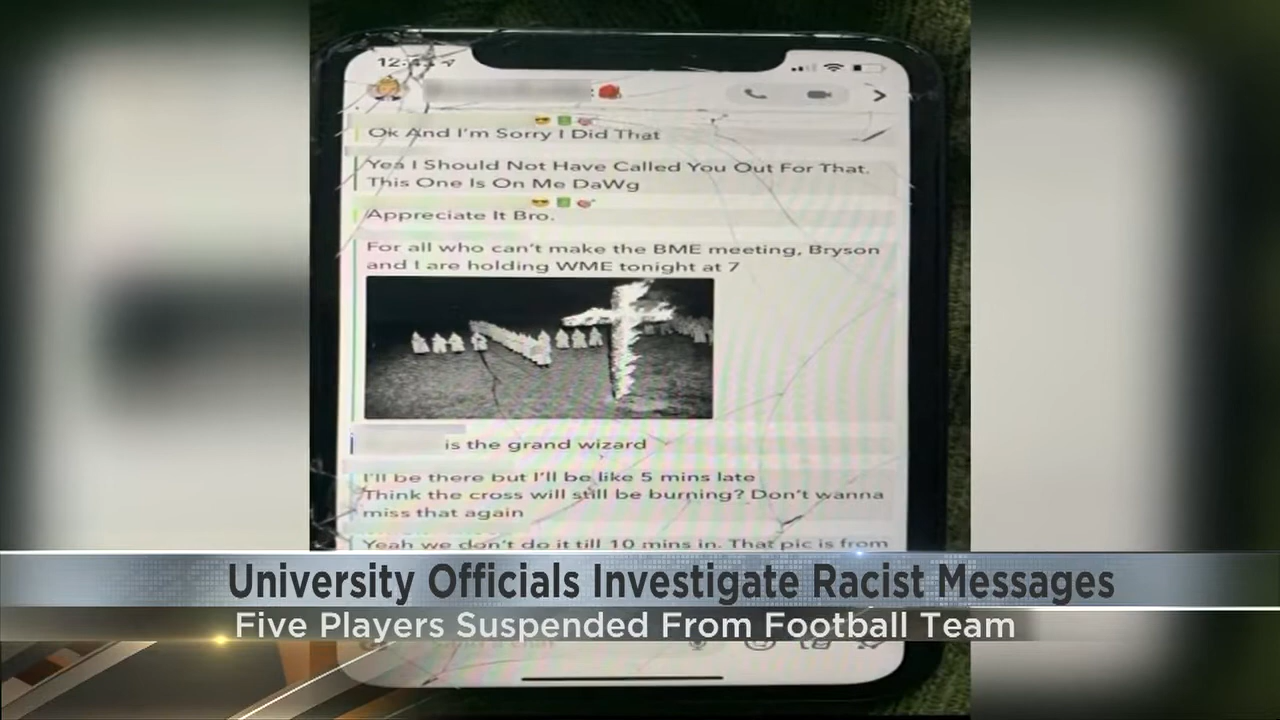 Ok And I'm Sorry I Did That
Yea I Should Not Have Called You Out For That.
This One Is On Me DaWg
Appreciate It Bro.
For all who can't make the BME meeting, Bryson
and I are holding WME tonight at 7
is the grand wizard
I'll be there but I'll be like 5 mins late
Think the cross will still be burning? Don't wanna
miss that again
Yeah we don't do it till 10 mins in. That pic is from
University Officials Investigate Racist Messages
Five Players Suspended From Football Team